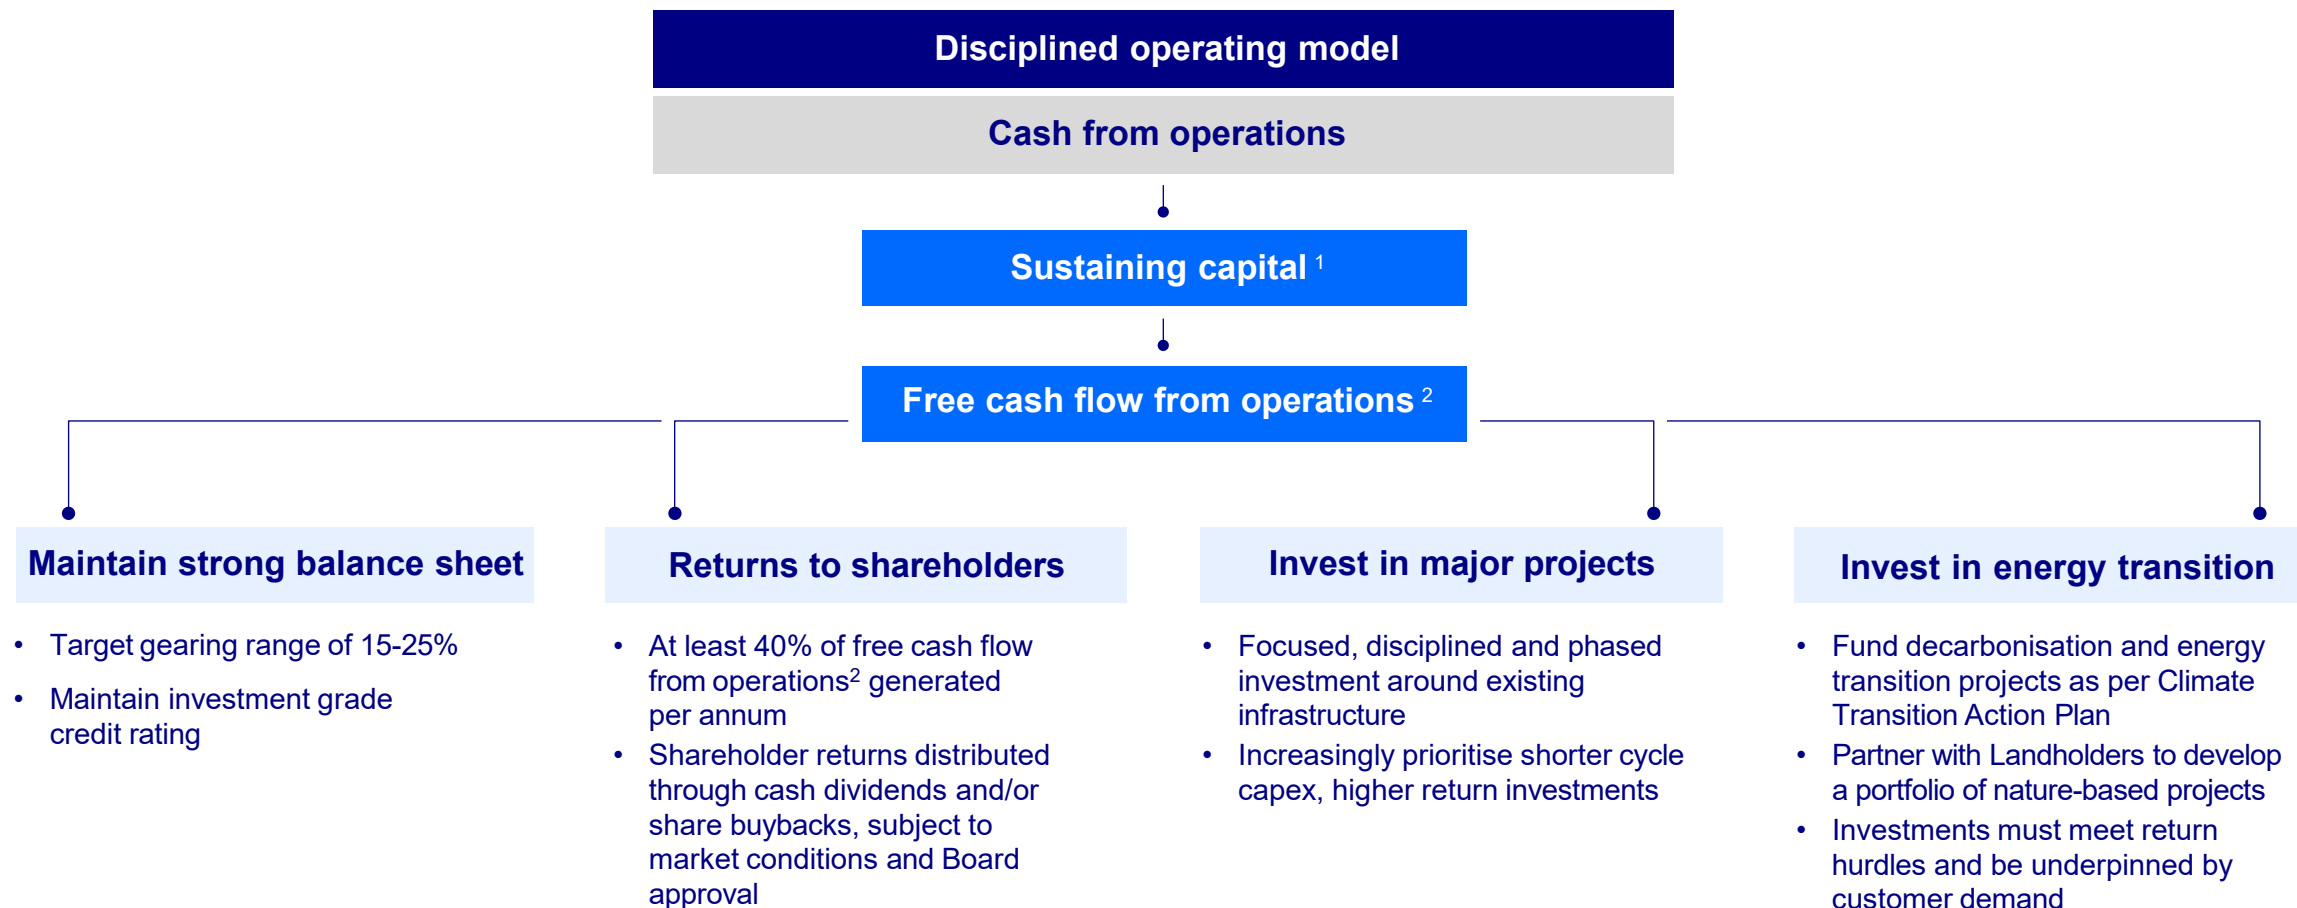 Disciplined operating model
Cash from operations
Sustaining capital 1
Free cash flow from operations 2
Maintain strong balance sheet
• Target gearing range of 15-25%
• Maintain investment grade
credit rating
Returns to shareholders
• At least 40% of free cash flow
from operations2 generated
per annum
• Shareholder returns distributed
through cash dividends and/or
share buybacks, subject to
market conditions and Board
approval
Invest in major projects
• Focused, disciplined and phased
investment around existing
infrastructure
• Increasingly prioritise shorter cycle
capex, higher return investments
Invest in energy transition
• Fund decarbonisation and energy
transition projects as per Climate
Transition Action Plan
• Partner with Landholders to develop
a portfolio of nature-based projects
• Investments must meet return
hurdles and be underpinned by
customer demand